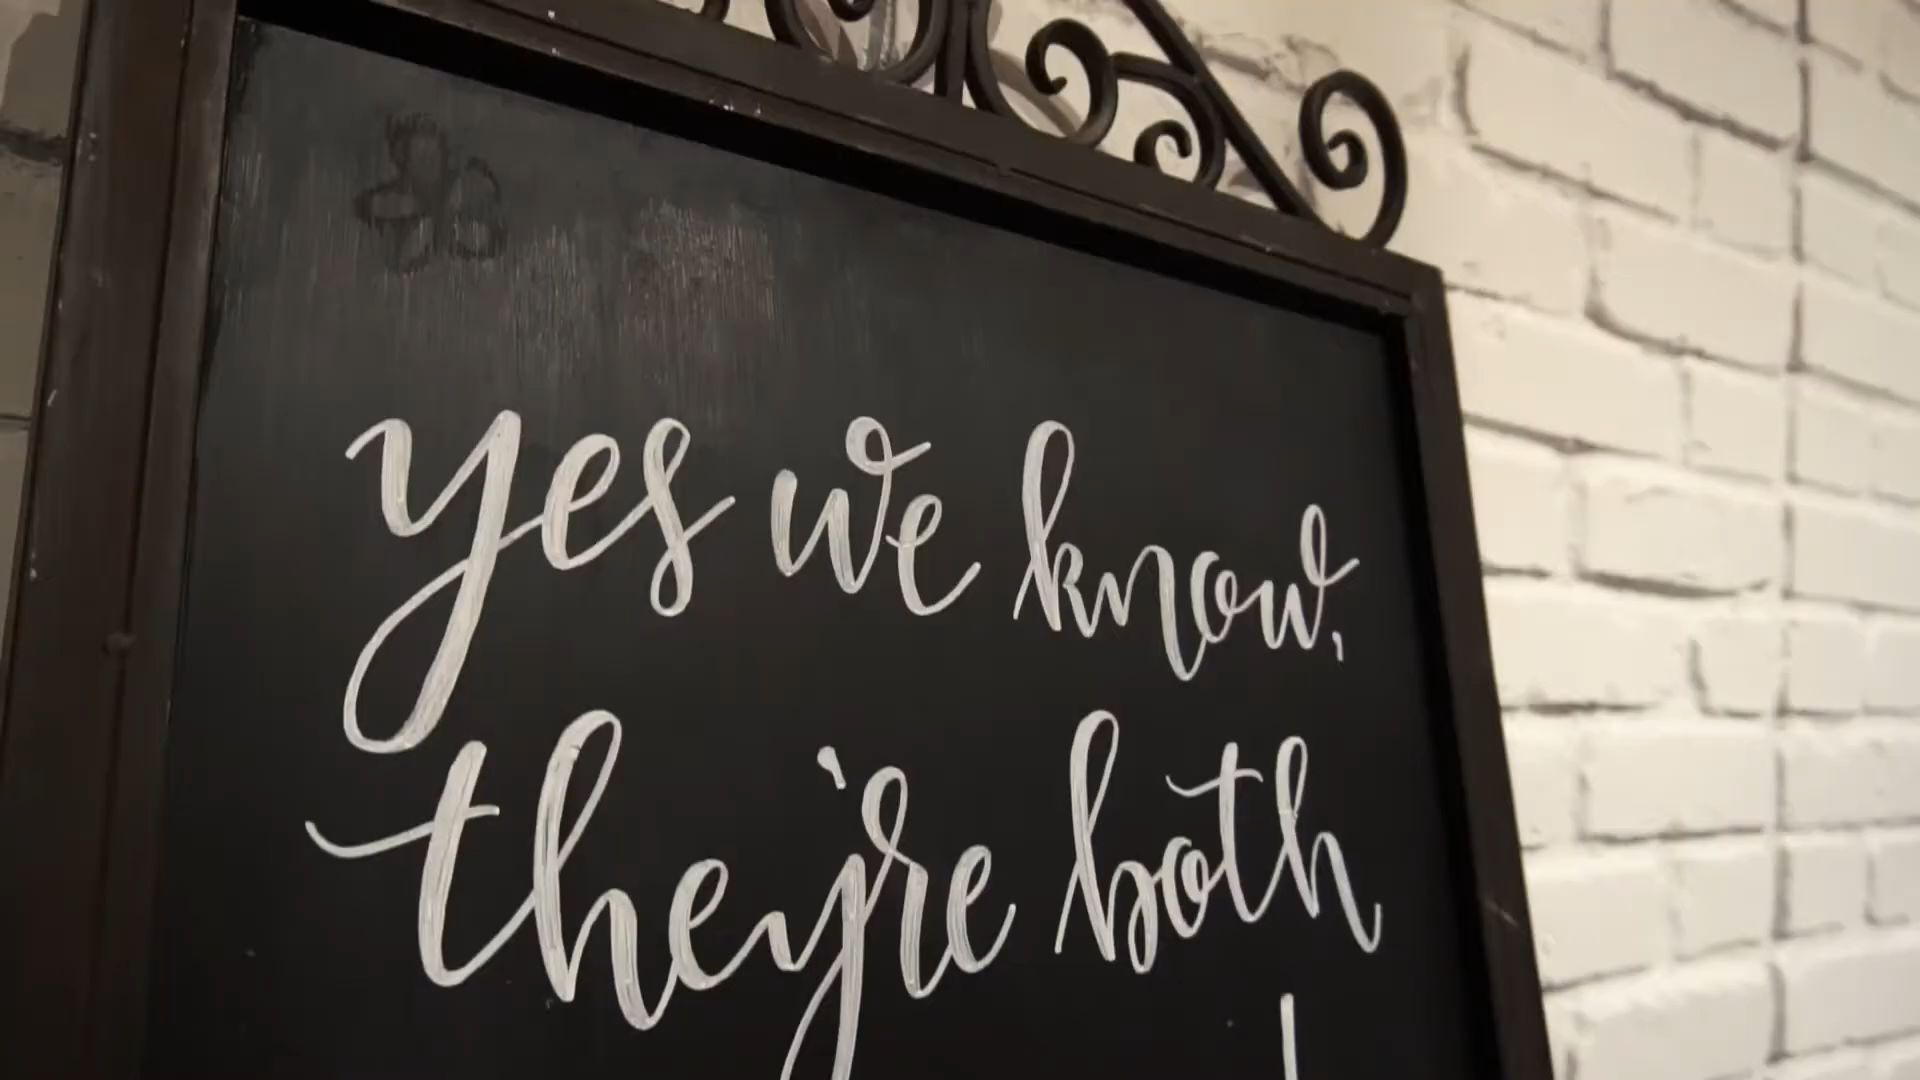 yes we know,
they're both